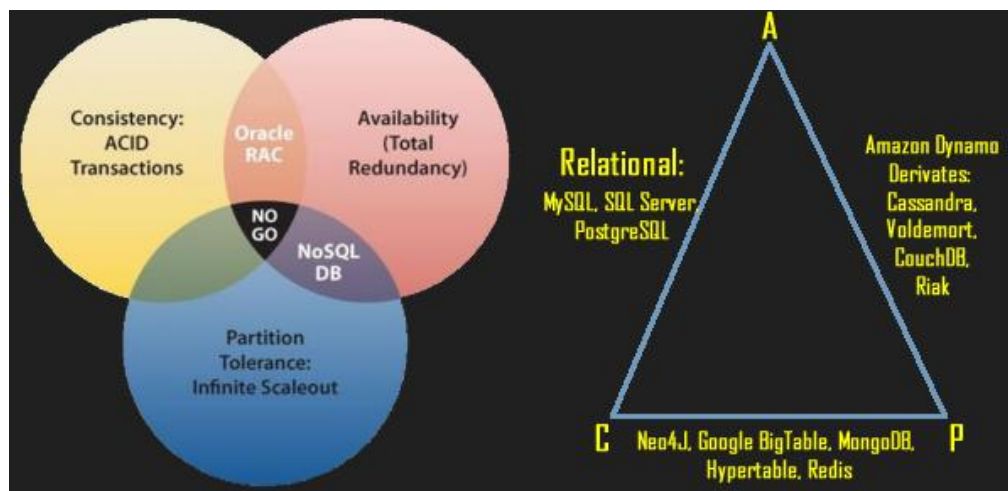 Consistency:
ACID
Transactions
Oracle
RAC
Availability
(Total
Redundancy)
NO
GO
NoSQL
DB
Partition
Tolerance:
Infinite Scaleout
A
Relational:
MySQL, SQL Server,
PostgreSQL
Amazon Dynamo
Derivates:
Cassandra,
Voldemort,
CouchDB,
Riak
C
Neo4J, Google BigTable, MongoDB,
Hypertable, Redis
P